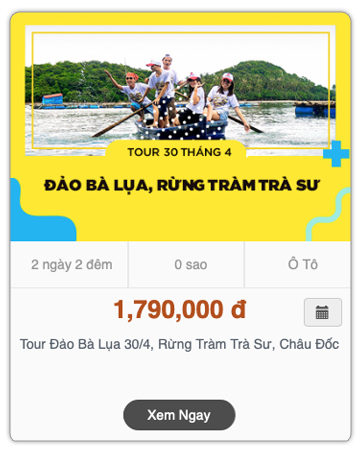 TOUR 30 THÁNG 4
ĐẢO BÀ LỤA, RỪNG TRÀM TRÀ SƯ
2 ngày 2 đêm
0 sao
Ô Tô
1,790,000 đ
Tour Đảo Bà Lụa 30/4, Rừng Tràm Trà Sư, Châu Đốc
Xem Ngay